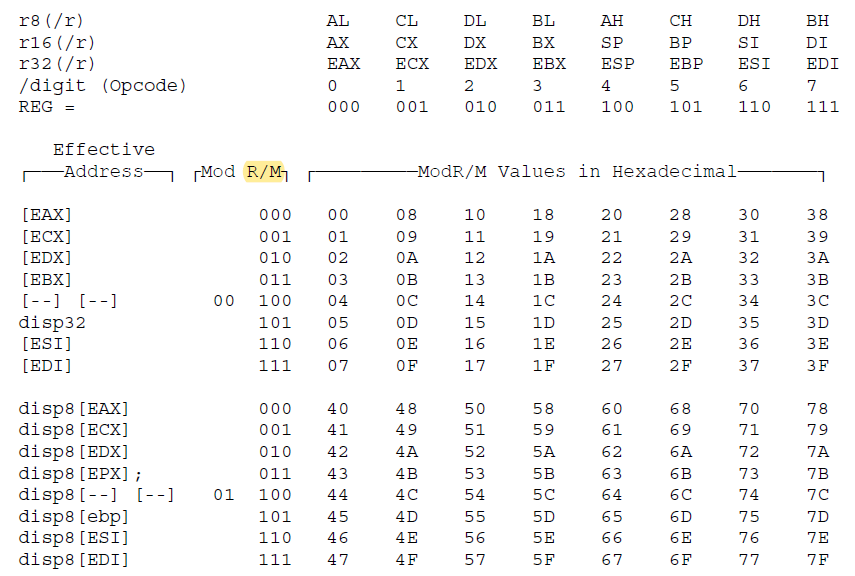 r8(/r) AL CL DL BL AH CH DH BH
r16(/r) AX CX DX BX SP BP SI DI
r32(/r) EAX ECX EDX EBX ESP EBP ESI EDI
/digit (Opcode) 0 1 2 3 4 5 6 7
REG = 000 001 010 011 100 101 110 111
Effective
Address Mod R/M ModR/M Values in Hexadecimal
[EAX] 000 00 08 10 18 20 28 30 38
[ECX] 001 01 09 11 19 21 29 31 39
[EDX] 010 02 0A 12 1A 22 2A 32 3A
[EBX] 011 03 0B 13 1B 23 2B 33 3B
[--] [--] 00 100 04 0C 14 1C 24 2C 34 3C
disp32 101 05 0D 15 1D 25 2D 35 3D
[ESI] 110 06 0E 16 1E 26 2E 36 3E
[EDI] 111 07 0F 17 1F 27 2F 37 3F
disp8[EAX] 000 40 48 50 58 60 68 70 78
disp8[ECX] 001 41 49 51 59 61 69 71 79
disp8[EDX] 010 42 4A 52 5A 62 6A 72 7A
disp8[EPX]; 011 43 4B 53 5B 63 6B 73 7B
disp8[--] [--] 01 100 44 4C 54 5C 64 6C 74 7C
disp8[ebp] 101 45 4D 55 5D 65 6D 75 7D
disp8[ESI] 110 46 4E 56 5E 66 6E 76 7E
disp8[EDI] 111 47 4F 57 5F 67 6F 77 7F